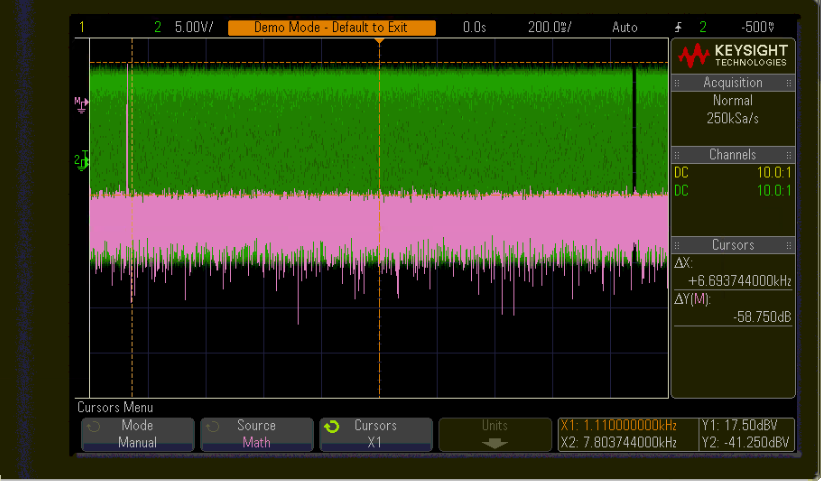 1 2 5.00V/ Demo Mode - Default to Exit 0.0s 200.0ms/ Auto 2 -500mV
KEYSIGHT
TECHNOLOGIES
Acquisition
Normal
250kSa/s
Channels
DC 10.0:1
DC 10.0:1
Cursors
ΔX:
+6.693744000kHz
ΔY(M):
-58.750dB
M
2
Cursors Menu
Mode
Manual
Source
Math
Cursors
X1
Units
X1: 1.110000000kHz
X2: 7.803744000kHz
Y1: 17.50dBV
Y2: -41.250dBV